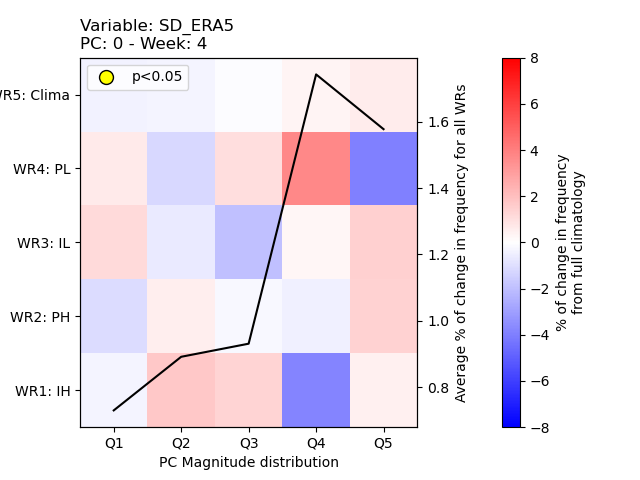 Variable: SD_ERA5
PC: 0 - Week: 4
p<0.05
WR5: Clima
WR4: PL
WR3: IL
WR2: PH
WR1: IH
Q1 Q2 Q3 Q4 Q5
PC Magnitude distribution
1.6
1.4
1.2
1.0
0.8
Average % of change in frequency for all WRs
8
6
4
2
0
−2
−4
−6
−8
% of change in frequency
from full climatology